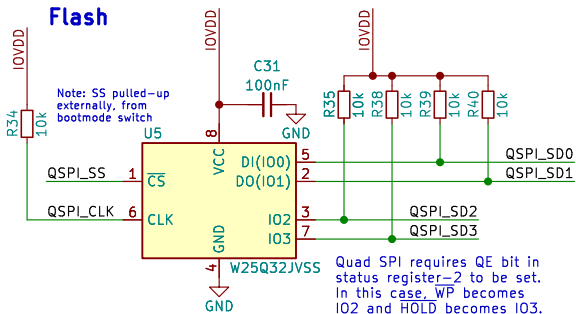 Flash
IOVDD
IOVDD
IOVDD
C31
100nF
GND
Note: SS pulled-up
externally, from
bootmode switch
R34
10k
R35
10k
R38
10k
R39
10k
R40
10k
U5
8
VCC
QSPI_SS
1
CS
QSPI_CLK
6
CLK
DI(IO0)
5
QSPI_SD0
DO(IO1)
2
QSPI_SD1
IO2
3
QSPI_SD2
IO3
7
QSPI_SD3
GND
4
W25Q32JVSS
GND
Quad SPI requires QE bit in
status register-2 to be set.
In this case, WP becomes
IO2 and HOLD becomes IO3.